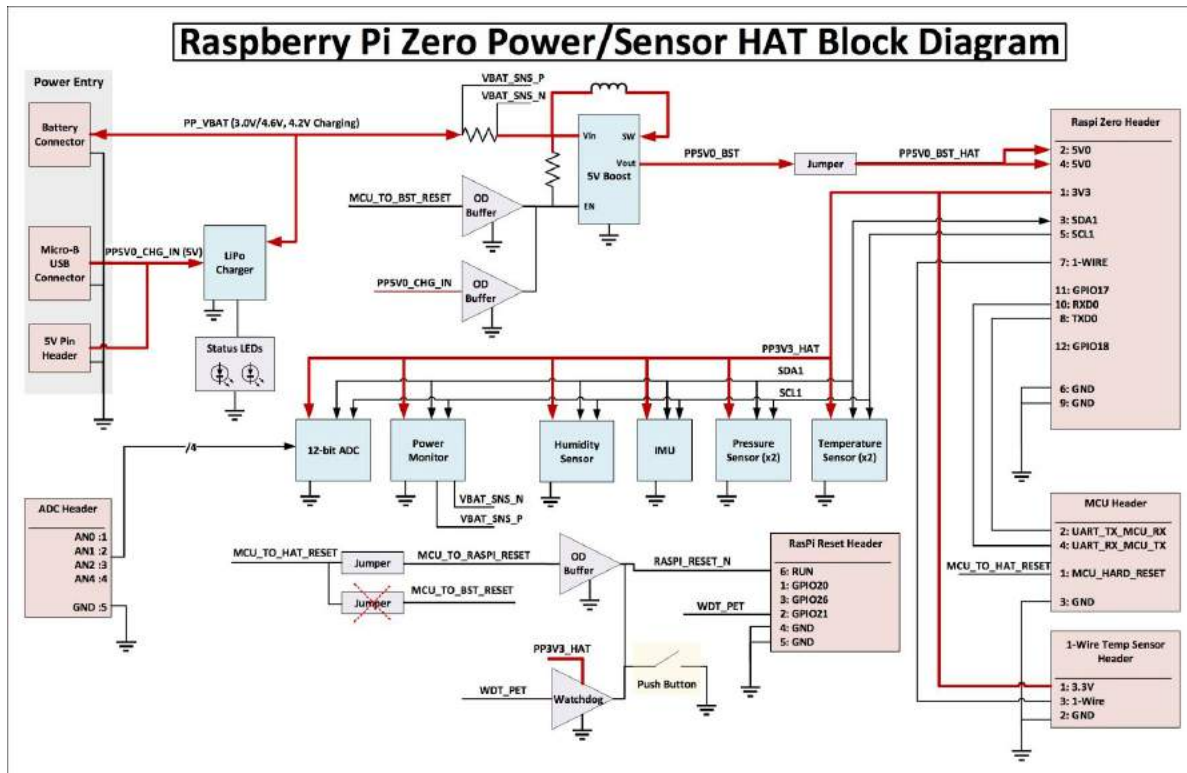 Raspberry Pi Zero Power/Sensor HAT Block Diagram
Power Entry
Battery
Connector
PP_VBAT (3.0V/4.6V, 4.2V Charging)
VBAT_SNS_P
VBAT_SNS_N
Vin
SW
Vout
5V Boost
EN
PP5V0_BST
Jumper
PP5V0_BST_HAT
MCU_TO_BST_RESET
OD
Buffer
PP5V0_CHG_IN
OD
Buffer
Micro-B
USB
Connector
PP5V0_CHG_IN (5V)
LiPo
Charger
5V Pin
Header
Status LEDs
Raspi Zero Header
2: 5V0
4: 5V0
1: 3V3
3: SDA1
5: SCL1
7: 1-WIRE
11: GPIO17
10: RXD0
8: TXD0
12: GPIO18
6: GND
9: GND
PP3V3_HAT
SDA1
SCL1
/4
12-bit ADC
Power
Monitor
Humidity
Sensor
IMU
Pressure
Sensor (x2)
Temperature
Sensor (x2)
VBAT_SNS_N
VBAT_SNS_P
ADC Header
AN0 :1
AN1 :2
AN2 :3
AN4 :4
GND :5
MCU_TO_HAT_RESET
Jumper
MCU_TO_RASPI_RESET
OD
Buffer
RASPI_RESET_N
Jumper
MCU_TO_BST_RESET
RasPi Reset Header
6: RUN
1: GPIO20
3: GPIO26
2: GPIO21
4: GND
5: GND
WDT_PET
PP3V3_HAT
WDT_PET
Watchdog
Push Button
MCU Header
2: UART_TX_MCU_RX
4: UART_RX_MCU_TX
MCU_TO_HAT_RESET
1: MCU_HARD_RESET
3: GND
1-Wire Temp Sensor
Header
1: 3.3V
3: 1-Wire
2: GND